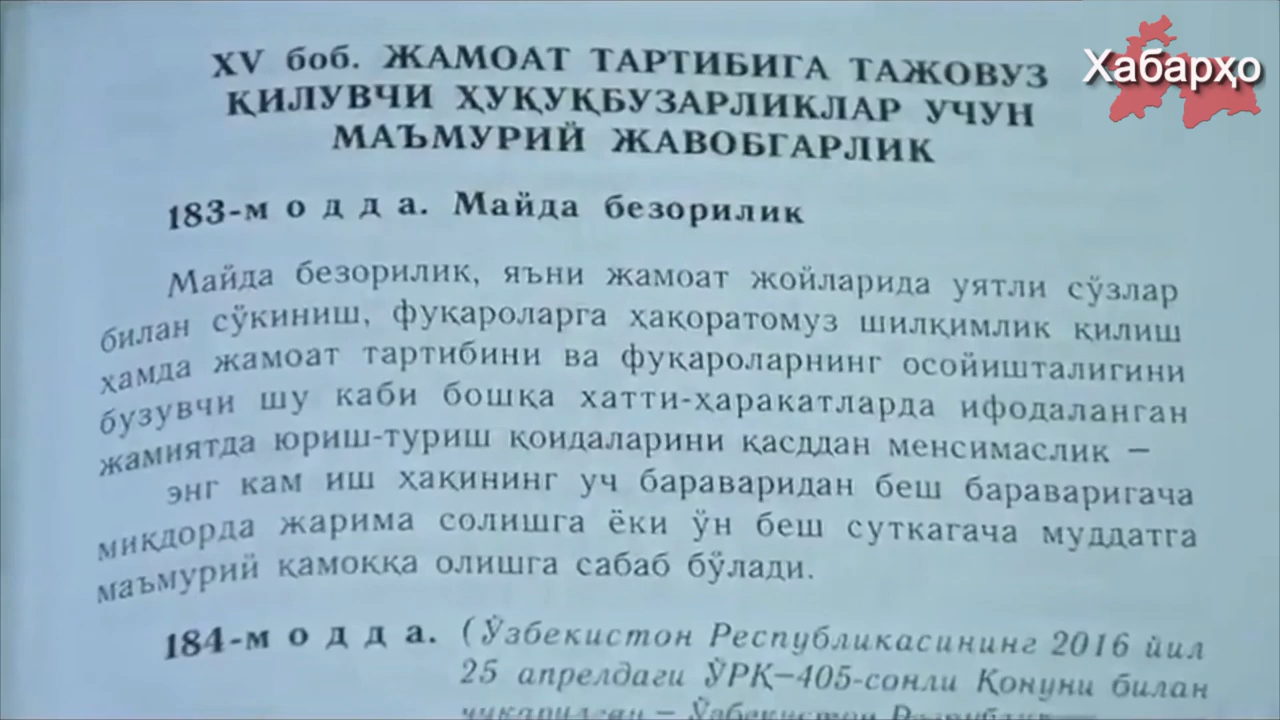 Хабарҳо
XV боб. ЖАМОАТ ТАРТИБИГА ТАЖОВУЗ
ҚИЛУВЧИ ҲУҚУҚБУЗАРЛИКЛАР УЧУН
МАЪМУРИЙ ЖАВОБГАРЛИК
183-м о д д а. Майда безорилик
Майда безорилик, яъни жамоат жойларида уятли сўзлар
билан сўкиниш, фуқароларга ҳақоратомуз шилқимлик қилиш
ҳамда жамоат тартибини ва фуқароларнинг осойишталигини
бузувчи шу каби бошқа хатти-ҳаракатларда ифодаланган
жамиятда юриш-туриш қоидаларини қасддан менсимаслик —
энг кам иш ҳақининг уч бараваридан беш бараваригача
миқдорда жарима солишга ёки ўн беш суткагача муддатга
маъмурий қамоққа олишга сабаб бўлади.
184-м о д д а. (Ўзбекистон Республикасининг 2016 йил
25 апрелдаги ЎРҚ—405-сонли Қонуни билан
чиқарилган — Ўзбекистон